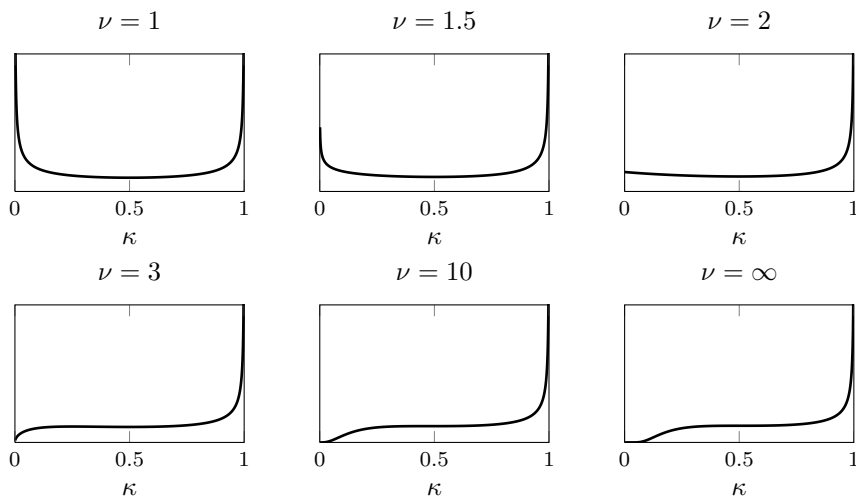 ν = 1 ν = 1.5 ν = 2
0 0.5 1 0 0.5 1 0 0.5 1
κ κ κ
ν = 3 ν = 10 ν = ∞
0 0.5 1 0 0.5 1 0 0.5 1
κ κ κ